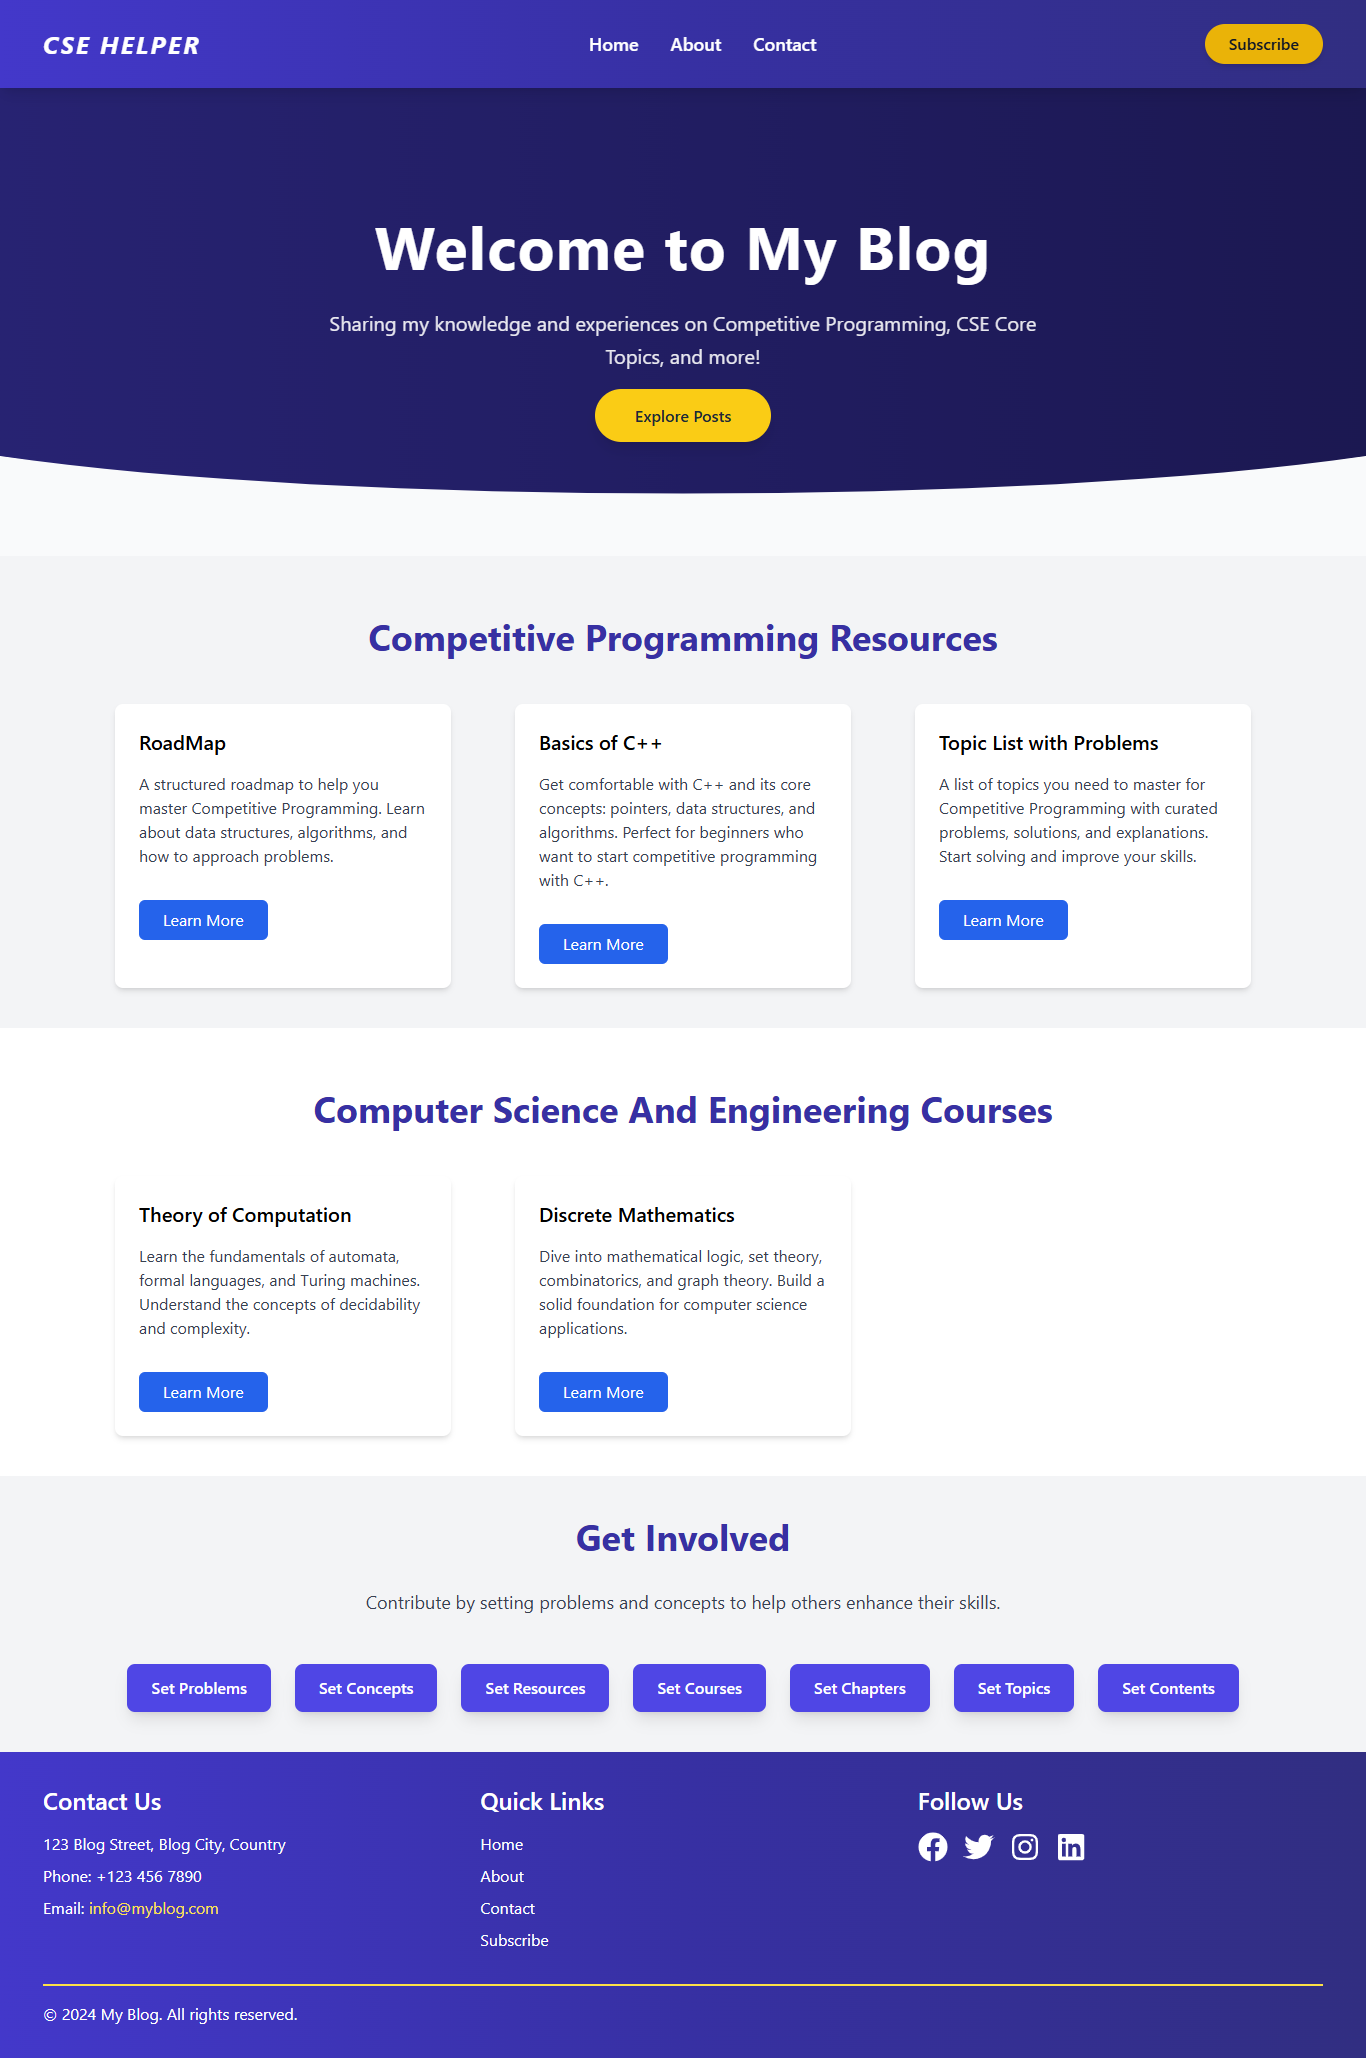 CSE HELPER
Home About Contact
Subscribe
Welcome to My Blog
Sharing my knowledge and experiences on Competitive Programming, CSE Core
Topics, and more!
Explore Posts
Competitive Programming Resources
RoadMap
A structured roadmap to help you
master Competitive Programming. Learn
about data structures, algorithms, and
how to approach problems.
Learn More
Basics of C++
Get comfortable with C++ and its core
concepts: pointers, data structures, and
algorithms. Perfect for beginners who
want to start competitive programming
with C++.
Learn More
Topic List with Problems
A list of topics you need to master for
Competitive Programming with curated
problems, solutions, and explanations.
Start solving and improve your skills.
Learn More
Computer Science And Engineering Courses
Theory of Computation
Learn the fundamentals of automata,
formal languages, and Turing machines.
Understand the concepts of decidability
and complexity.
Learn More
Discrete Mathematics
Dive into mathematical logic, set theory,
combinatorics, and graph theory. Build a
solid foundation for computer science
applications.
Learn More
Get Involved
Contribute by setting problems and concepts to help others enhance their skills.
Set Problems
Set Concepts
Set Resources
Set Courses
Set Chapters
Set Topics
Set Contents
Contact Us
123 Blog Street, Blog City, Country
Phone: +123 456 7890
Email: info@myblog.com
Quick Links
Home
About
Contact
Subscribe
Follow Us
© 2024 My Blog. All rights reserved.